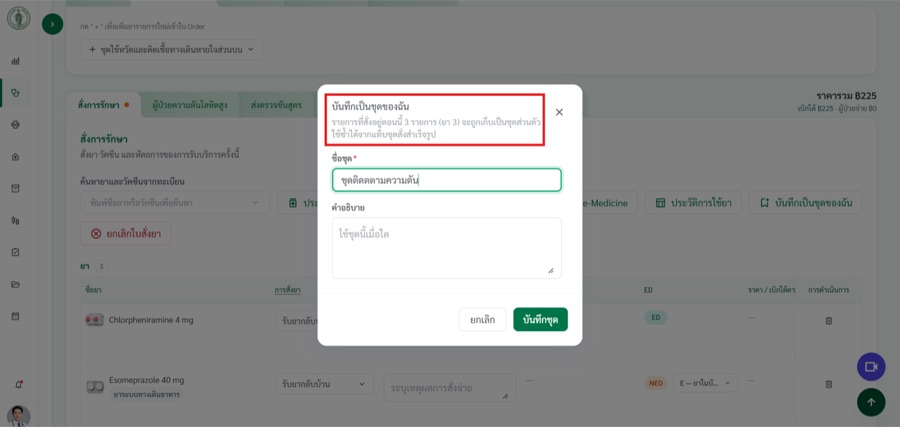 กด " + " เพื่อเพิ่มยารายการใหม่เข้าใน Order
+ ชุดไข้หวัดและติดเชื้อทางเดินหายใจส่วนบน
สั่งการรักษา
ผู้ป่วยความดันโลหิตสูง
ส่งตรวจชันสูตร
ราคารวม ฿225
เบิกได้ ฿225 · ผู้ป่วยจ่าย ฿0
สั่งการรักษา
สั่งยา วัคซีน และหัตถการของการรับบริการครั้งนี้
ค้นหายาและวัคซีนจากทะเบียน
พิมพ์ชื่อยาหรือวัคซีนเพื่อค้นหา
ประ
e-Medicine
ประวัติการใช้ยา
บันทึกเป็นชุดของฉัน
ยกเลิกใบสั่งยา
ยา 3
ชื่อยา
การสั่งยา
ED
ราคา / เบิกได้
การดำเนินการ
Chlorpheniramine 4 mg
รับยากลับ
ED
Esomeprazole 40 mg
ยาระบบทางเดินอาหาร
รับยากลับบ้าน
ระบุเหตุผลการสั่งจ่าย
NED
บันทึกเป็นชุดของฉัน
รายการที่สั่งอยู่ตอนนี้ 3 รายการ (ยา 3) จะถูกเก็บเป็นชุดส่วนตัว
ใช้ซ้ำได้จากแท็บชุดสั่งสำเร็จรูป
ชื่อชุด *
ชุดติดตตามความดัน
คำอธิบาย
ใช้ชุดนี้เมื่อใด
ยกเลิก
บันทึกชุด